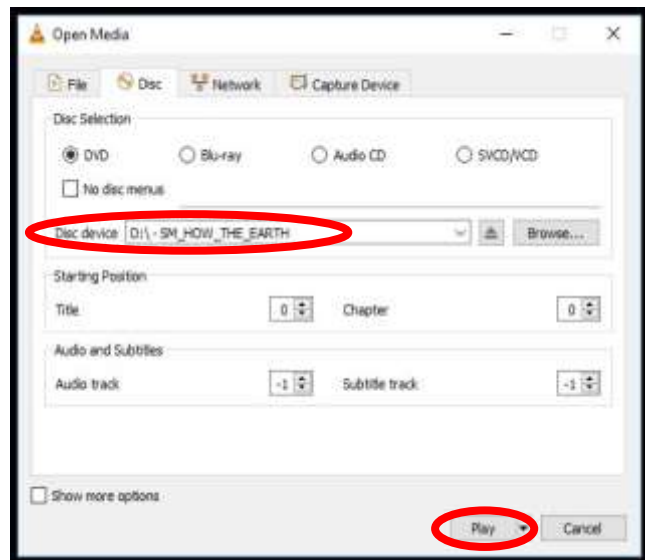 Open Media
File Disc Network Capture Device
Disc Selection
DVD Blu-ray Audio CD SVCD/VCD
No disc menus
Disc device D:\ - SM_HOW_THE_EARTH Browse...
Starting Position
Title 0 Chapter 0
Audio and Subtitles
Audio track -1 Subtitle track -1
Show more options
Play Cancel